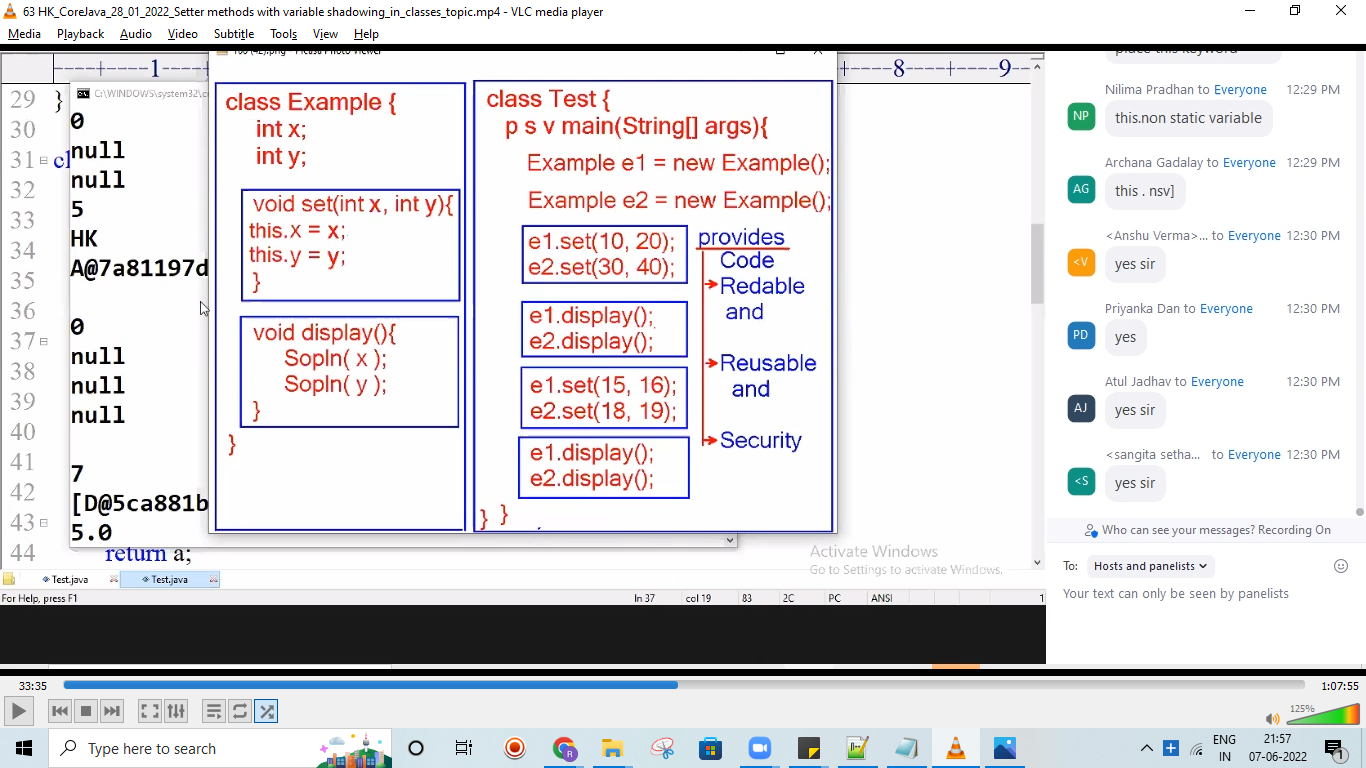 63 HK_CoreJava_28_01_2022_Setter methods with variable shadowing_in_classes_topic.mp4 - VLC media player
Media Playback Audio Video Subtitle Tools View Help
----+----1----
+----8----+----9--
C:\WINDOWS\system32\c
29 }
30
31 cl
32
33
34
35
36
37
38
39
40
41
42
43
44 return a;
0
null
null
5
HK
A@7a81197d
0
null
null
null
7
[D@5ca881b
5.0
class Example {
int x;
int y;
void set(int x, int y){
this.x = x;
this.y = y;
}
void display(){
Sopln( x );
Sopln( y );
}
}
class Test {
p s v main(String[] args){
Example e1 = new Example();
Example e2 = new Example();
e1.set(10, 20);
e2.set(30, 40);
e1.display();
e2.display();
e1.set(15, 16);
e2.set(18, 19);
e1.display();
e2.display();
} }
provides
Code
Redable
and
Reusable
and
Security
Activate Windows
Go to Settings to activate Windows.
Test.java Test.java
For Help, press F1 ln 37 col 19 83 2C PC ANSI
Nilima Pradhan to Everyone 12:29 PM
NP this.non static variable
Archana Gadalay to Everyone 12:29 PM
AG this . nsv]
<Anshu Verma>... to Everyone 12:30 PM
<V yes sir
Priyanka Dan to Everyone 12:30 PM
PD yes
Atul Jadhav to Everyone 12:30 PM
AJ yes sir
<sangita setha... to Everyone 12:30 PM
<S yes sir
Who can see your messages? Recording On
To: Hosts and panelists
Your text can only be seen by panelists
33:35 1:07:55
125%
Type here to search
ENG
IN
21:57
07-06-2022
1